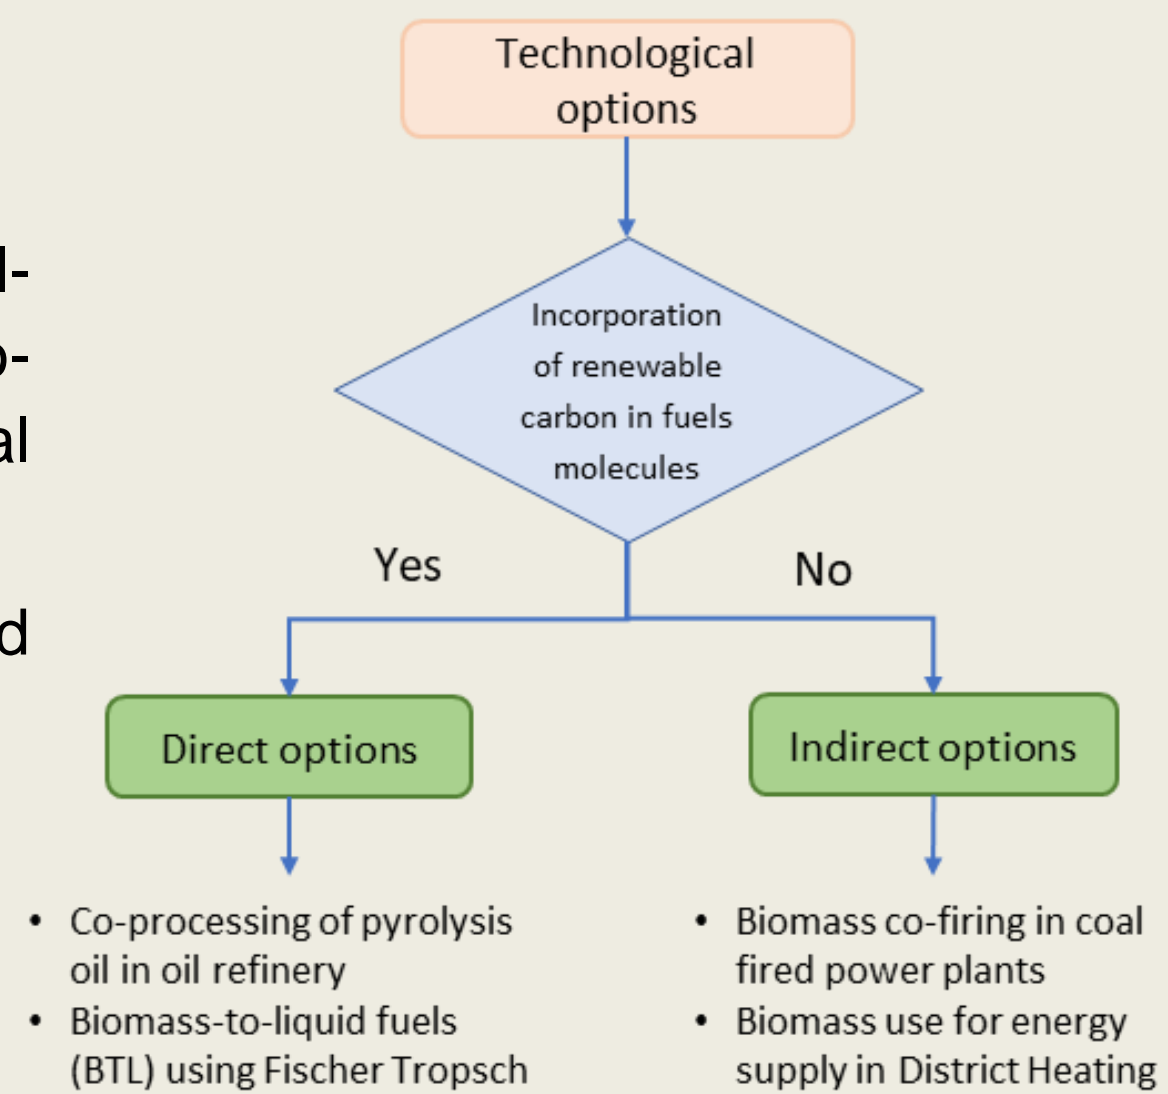 Technological
options
Incorporation
of renewable
carbon in fuels
molecules
Yes
No
Direct options
Indirect options
• Co-processing of pyrolysis
oil in oil refinery
• Biomass-to-liquid fuels
(BTL) using Fischer Tropsch
• Biomass co-firing in coal
fired power plants
• Biomass use for energy
supply in District Heating